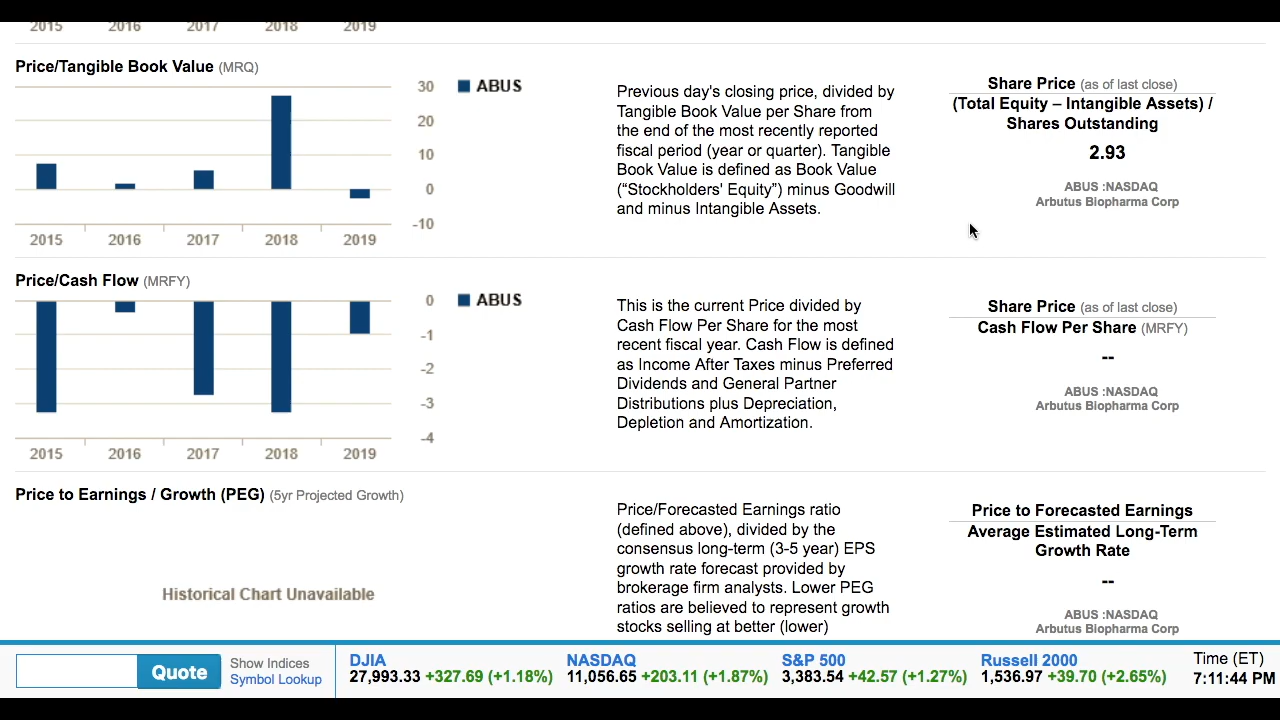 2015 2016 2017 2018 2019
Price/Tangible Book Value (MRQ)
30
20
10
0
-10
2015 2016 2017 2018 2019
ABUS
Previous day's closing price, divided by
Tangible Book Value per Share from
the end of the most recently reported
fiscal period (year or quarter). Tangible
Book Value is defined as Book Value
(“Stockholders' Equity”) minus Goodwill
and minus Intangible Assets.
Share Price (as of last close)
(Total Equity – Intangible Assets) /
Shares Outstanding
2.93
ABUS :NASDAQ
Arbutus Biopharma Corp
Price/Cash Flow (MRFY)
0
-1
-2
-3
-4
2015 2016 2017 2018 2019
ABUS
This is the current Price divided by
Cash Flow Per Share for the most
recent fiscal year. Cash Flow is defined
as Income After Taxes minus Preferred
Dividends and General Partner
Distributions plus Depreciation,
Depletion and Amortization.
Share Price (as of last close)
Cash Flow Per Share (MRFY)
--
ABUS :NASDAQ
Arbutus Biopharma Corp
Price to Earnings / Growth (PEG) (5yr Projected Growth)
Historical Chart Unavailable
Price/Forecasted Earnings ratio
(defined above), divided by the
consensus long-term (3-5 year) EPS
growth rate forecast provided by
brokerage firm analysts. Lower PEG
ratios are believed to represent growth
stocks selling at better (lower)
Price to Forecasted Earnings
Average Estimated Long-Term
Growth Rate
--
ABUS :NASDAQ
Arbutus Biopharma Corp
Quote
Show Indices
Symbol Lookup
DJIA
27,993.33 +327.69 (+1.18%)
NASDAQ
11,056.65 +203.11 (+1.87%)
S&P 500
3,383.54 +42.57 (+1.27%)
Russell 2000
1,536.97 +39.70 (+2.65%)
Time (ET)
7:11:44 PM